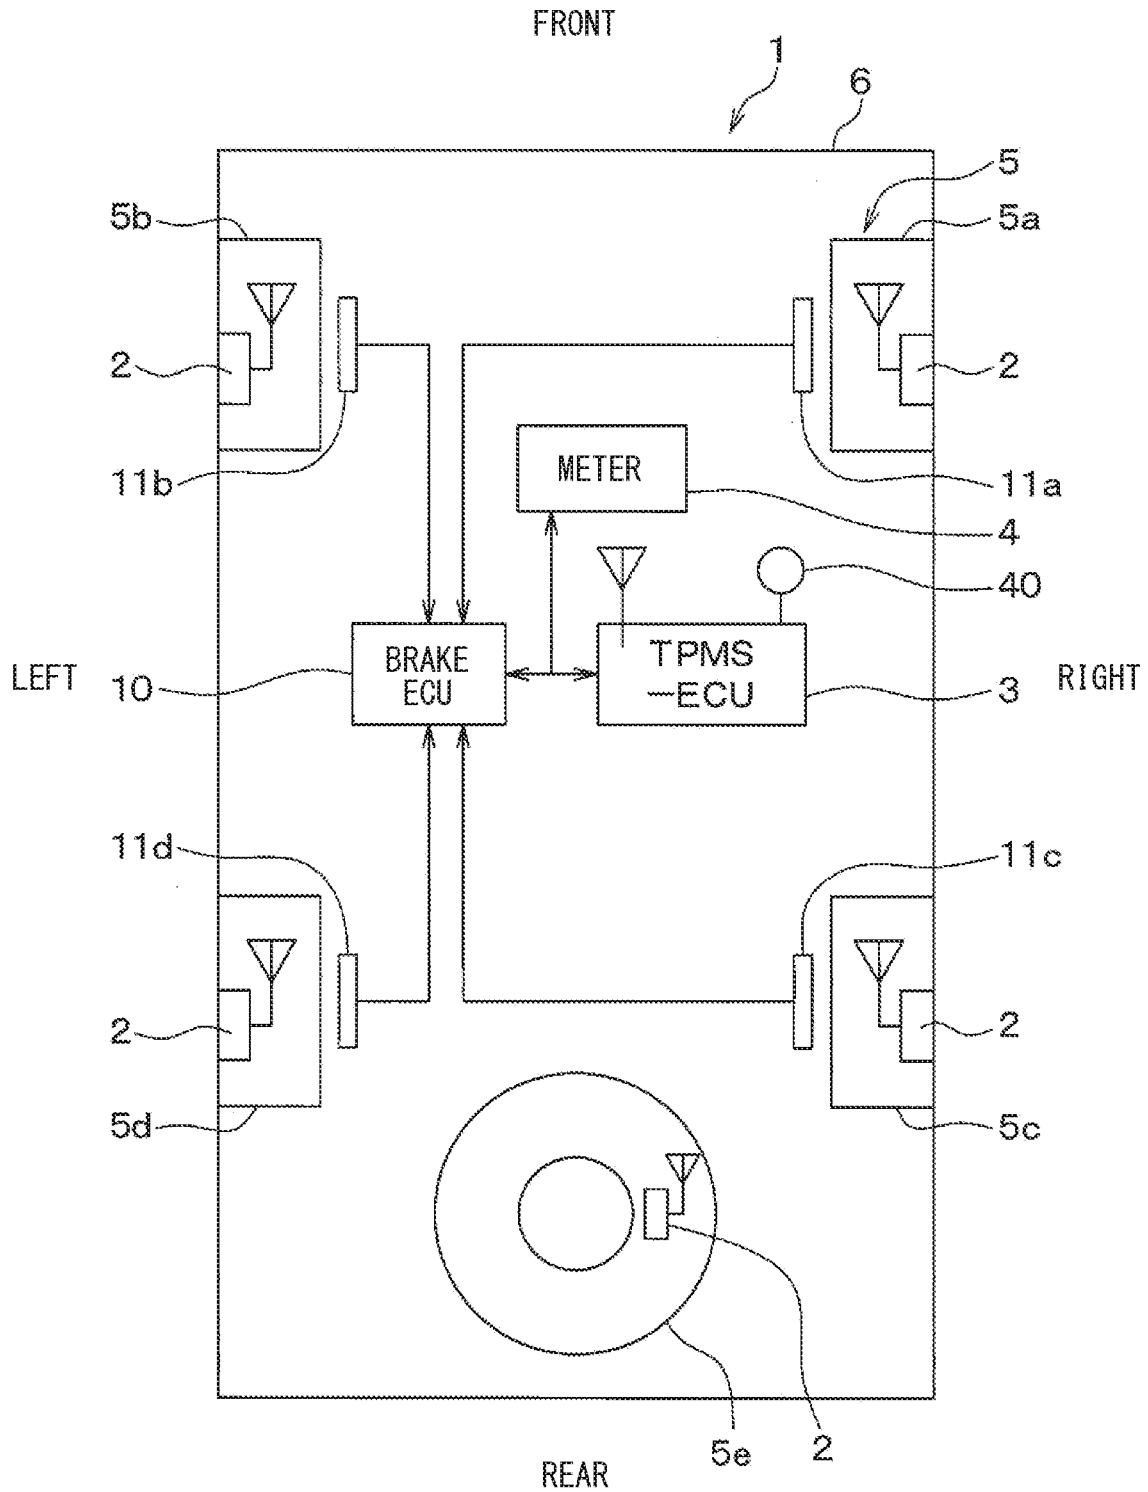 FRONT
1
6
5
5b
5a
2
2
11b
METER
11a
4
40
LEFT
10
BRAKE
ECU
TPMS
—ECU
3
RIGHT
11d
11c
2
2
5d
5c
5e
2
REAR